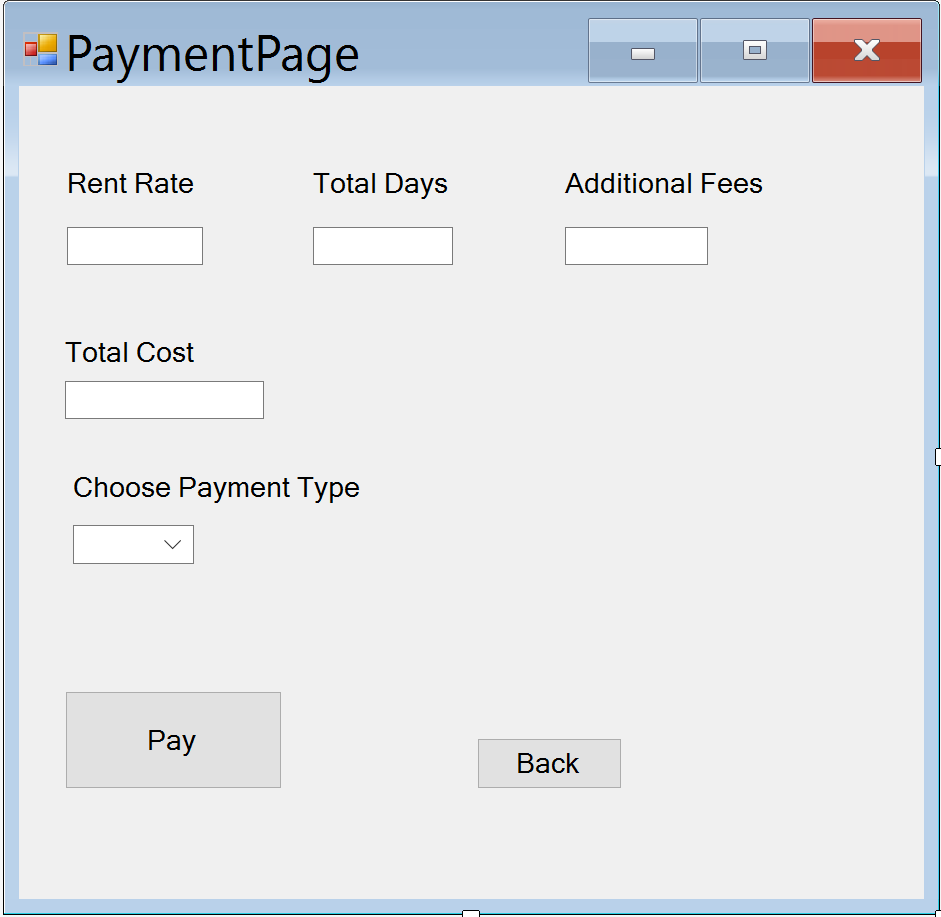 PaymentPage
Rent Rate
Total Days
Additional Fees
Total Cost
Choose Payment Type
Pay
Back